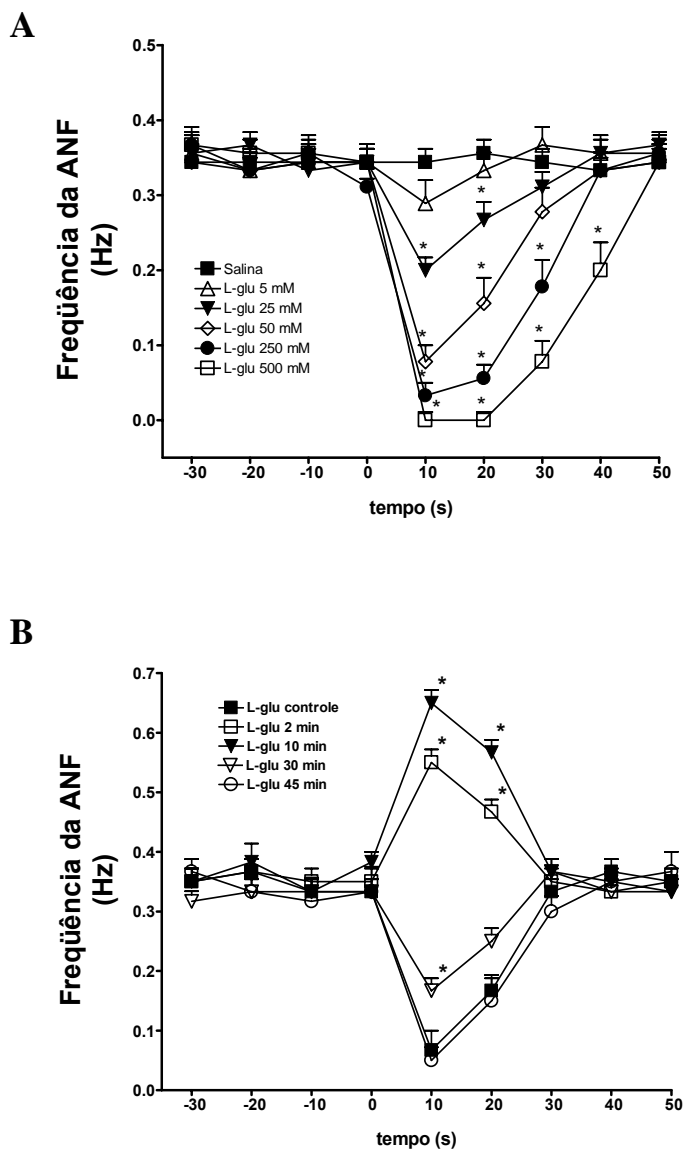 A
Freqüência da ANF
(Hz)
0.5
0.4
0.3
0.2
0.1
0.0
Salina
L-glu 5 mM
L-glu 25 mM
L-glu 50 mM
L-glu 250 mM
L-glu 500 mM
* * * * * * * * * *
-30 -20 -10 0 10 20 30 40 50
tempo (s)
B
Freqüência da ANF
(Hz)
0.7
0.6
0.5
0.4
0.3
0.2
0.1
0.0
L-glu controle
L-glu 2 min
L-glu 10 min
L-glu 30 min
L-glu 45 min
* * * * *
-30 -20 -10 0 10 20 30 40 50
tempo (s)